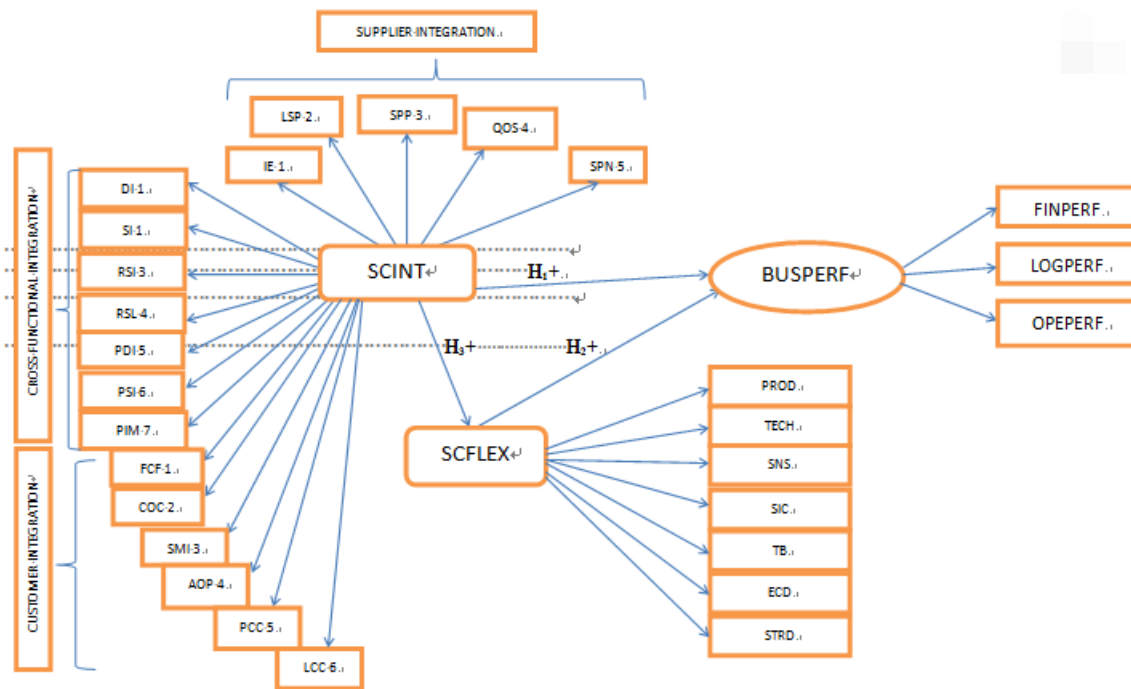 SUPPLIER·INTEGRATION
LSP·2
SPP·3
QOS·4
IE·1
SPN·5
CROSS-FUNCTIONAL·INTEGRATION
DI·1
SI·1
RSI·3
RSL·4
PDI·5
PSI·6
PIM·7
SCINT
H₁+
BUSPERF
FINPERF
LOGPERF
OPEPERF
H₃+
H₂+
SCFLEX
PROD
TECH
SNS
SIC
TB
ECD
STRD
CUSTOMER·INTEGRATION
FCF·1
COC·2
SMI·3
AOP·4
PCC·5
LCC·6